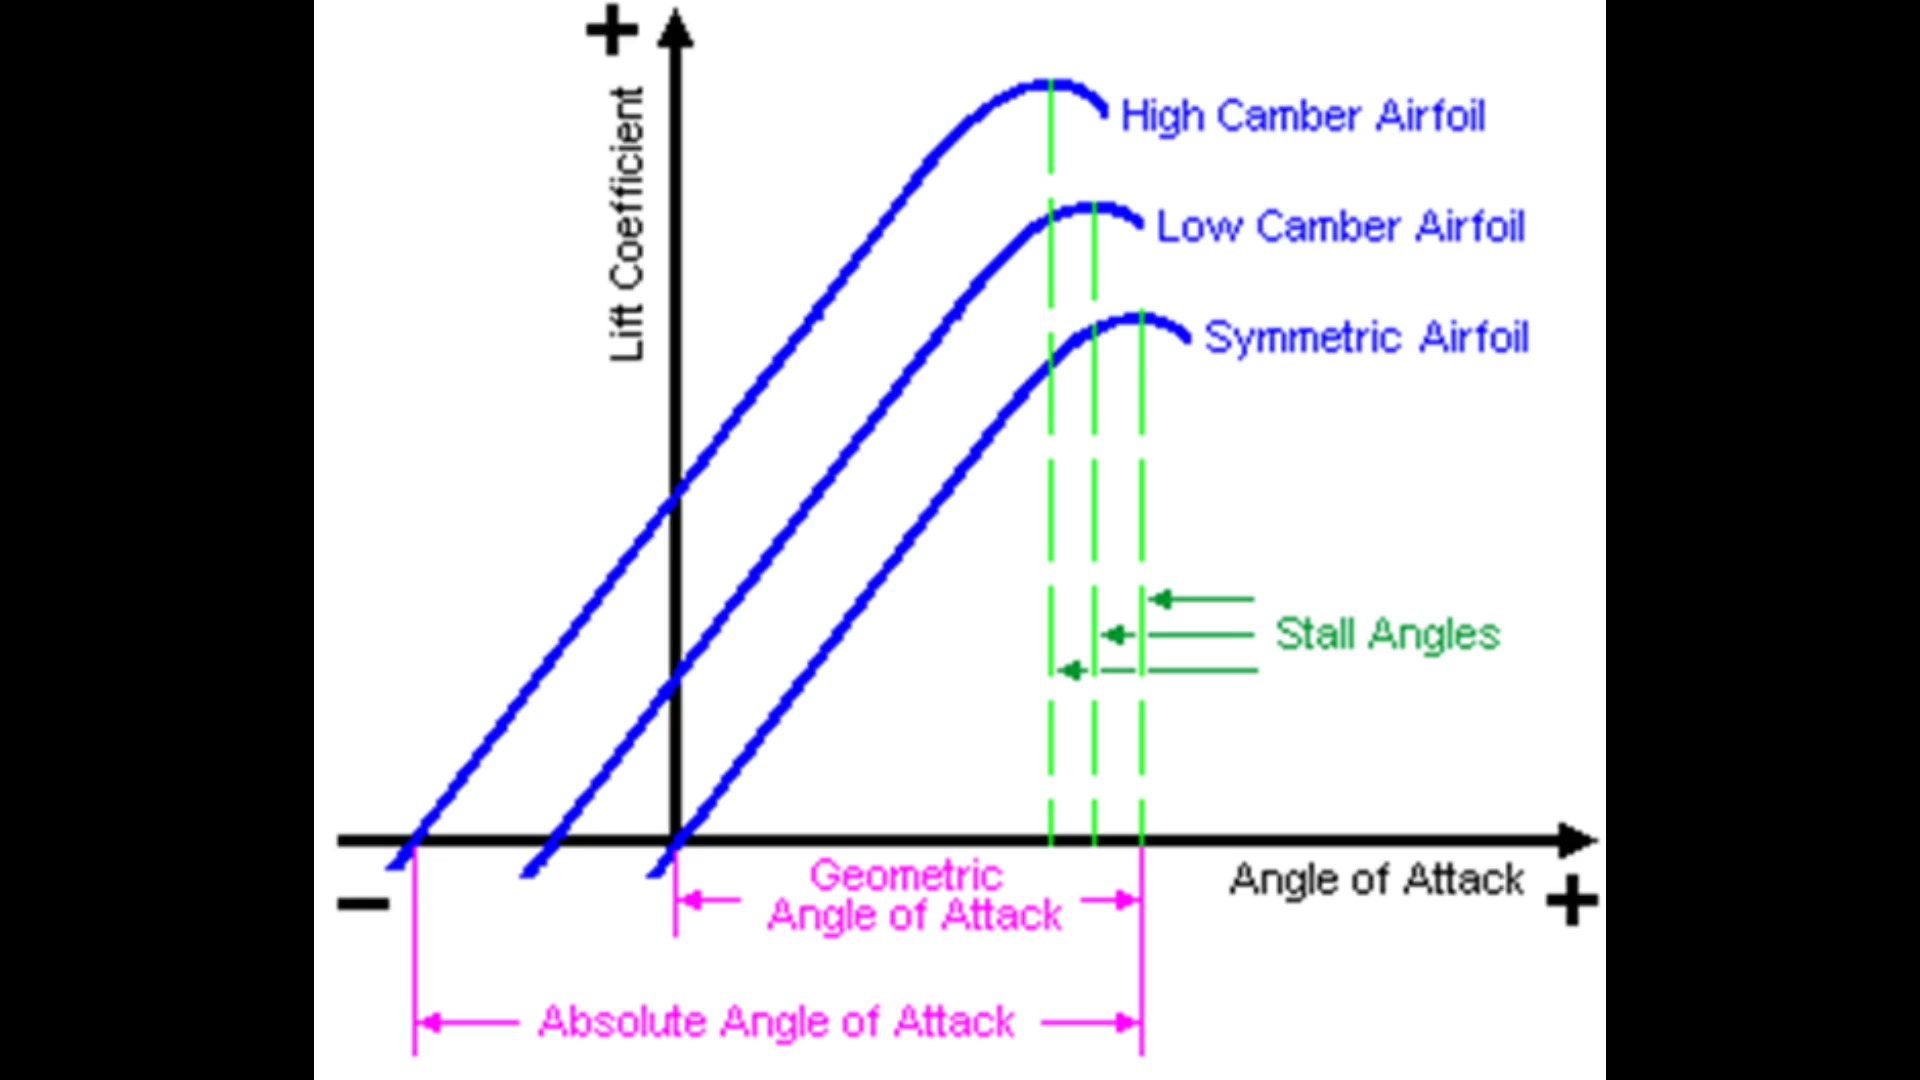 +
Lift Coefficient
High Camber Airfoil
Low Camber Airfoil
Symmetric Airfoil
Stall Angles
Geometric
Angle of Attack
Angle of Attack
−
+
Absolute Angle of Attack